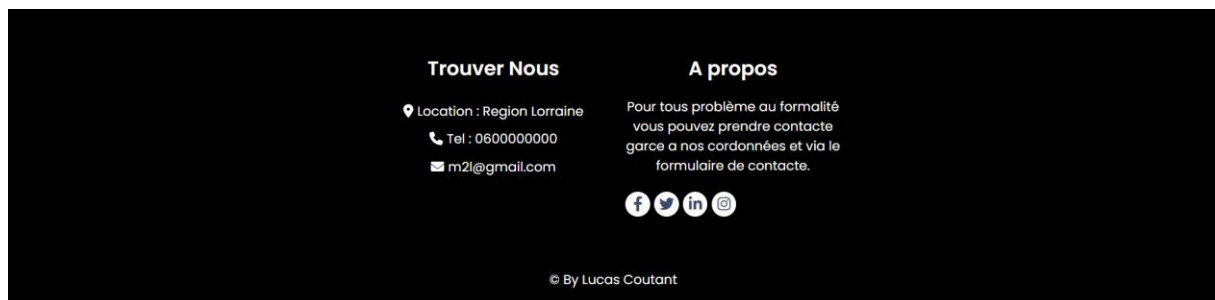 Trouver Nous
Location : Region Lorraine
Tel : 0600000000
m2l@gmail.com
A propos
Pour tous problème au formalité
vous pouvez prendre contacte
garce a nos cordonnées et via le
formulaire de contacte.
© By Lucas Coutant